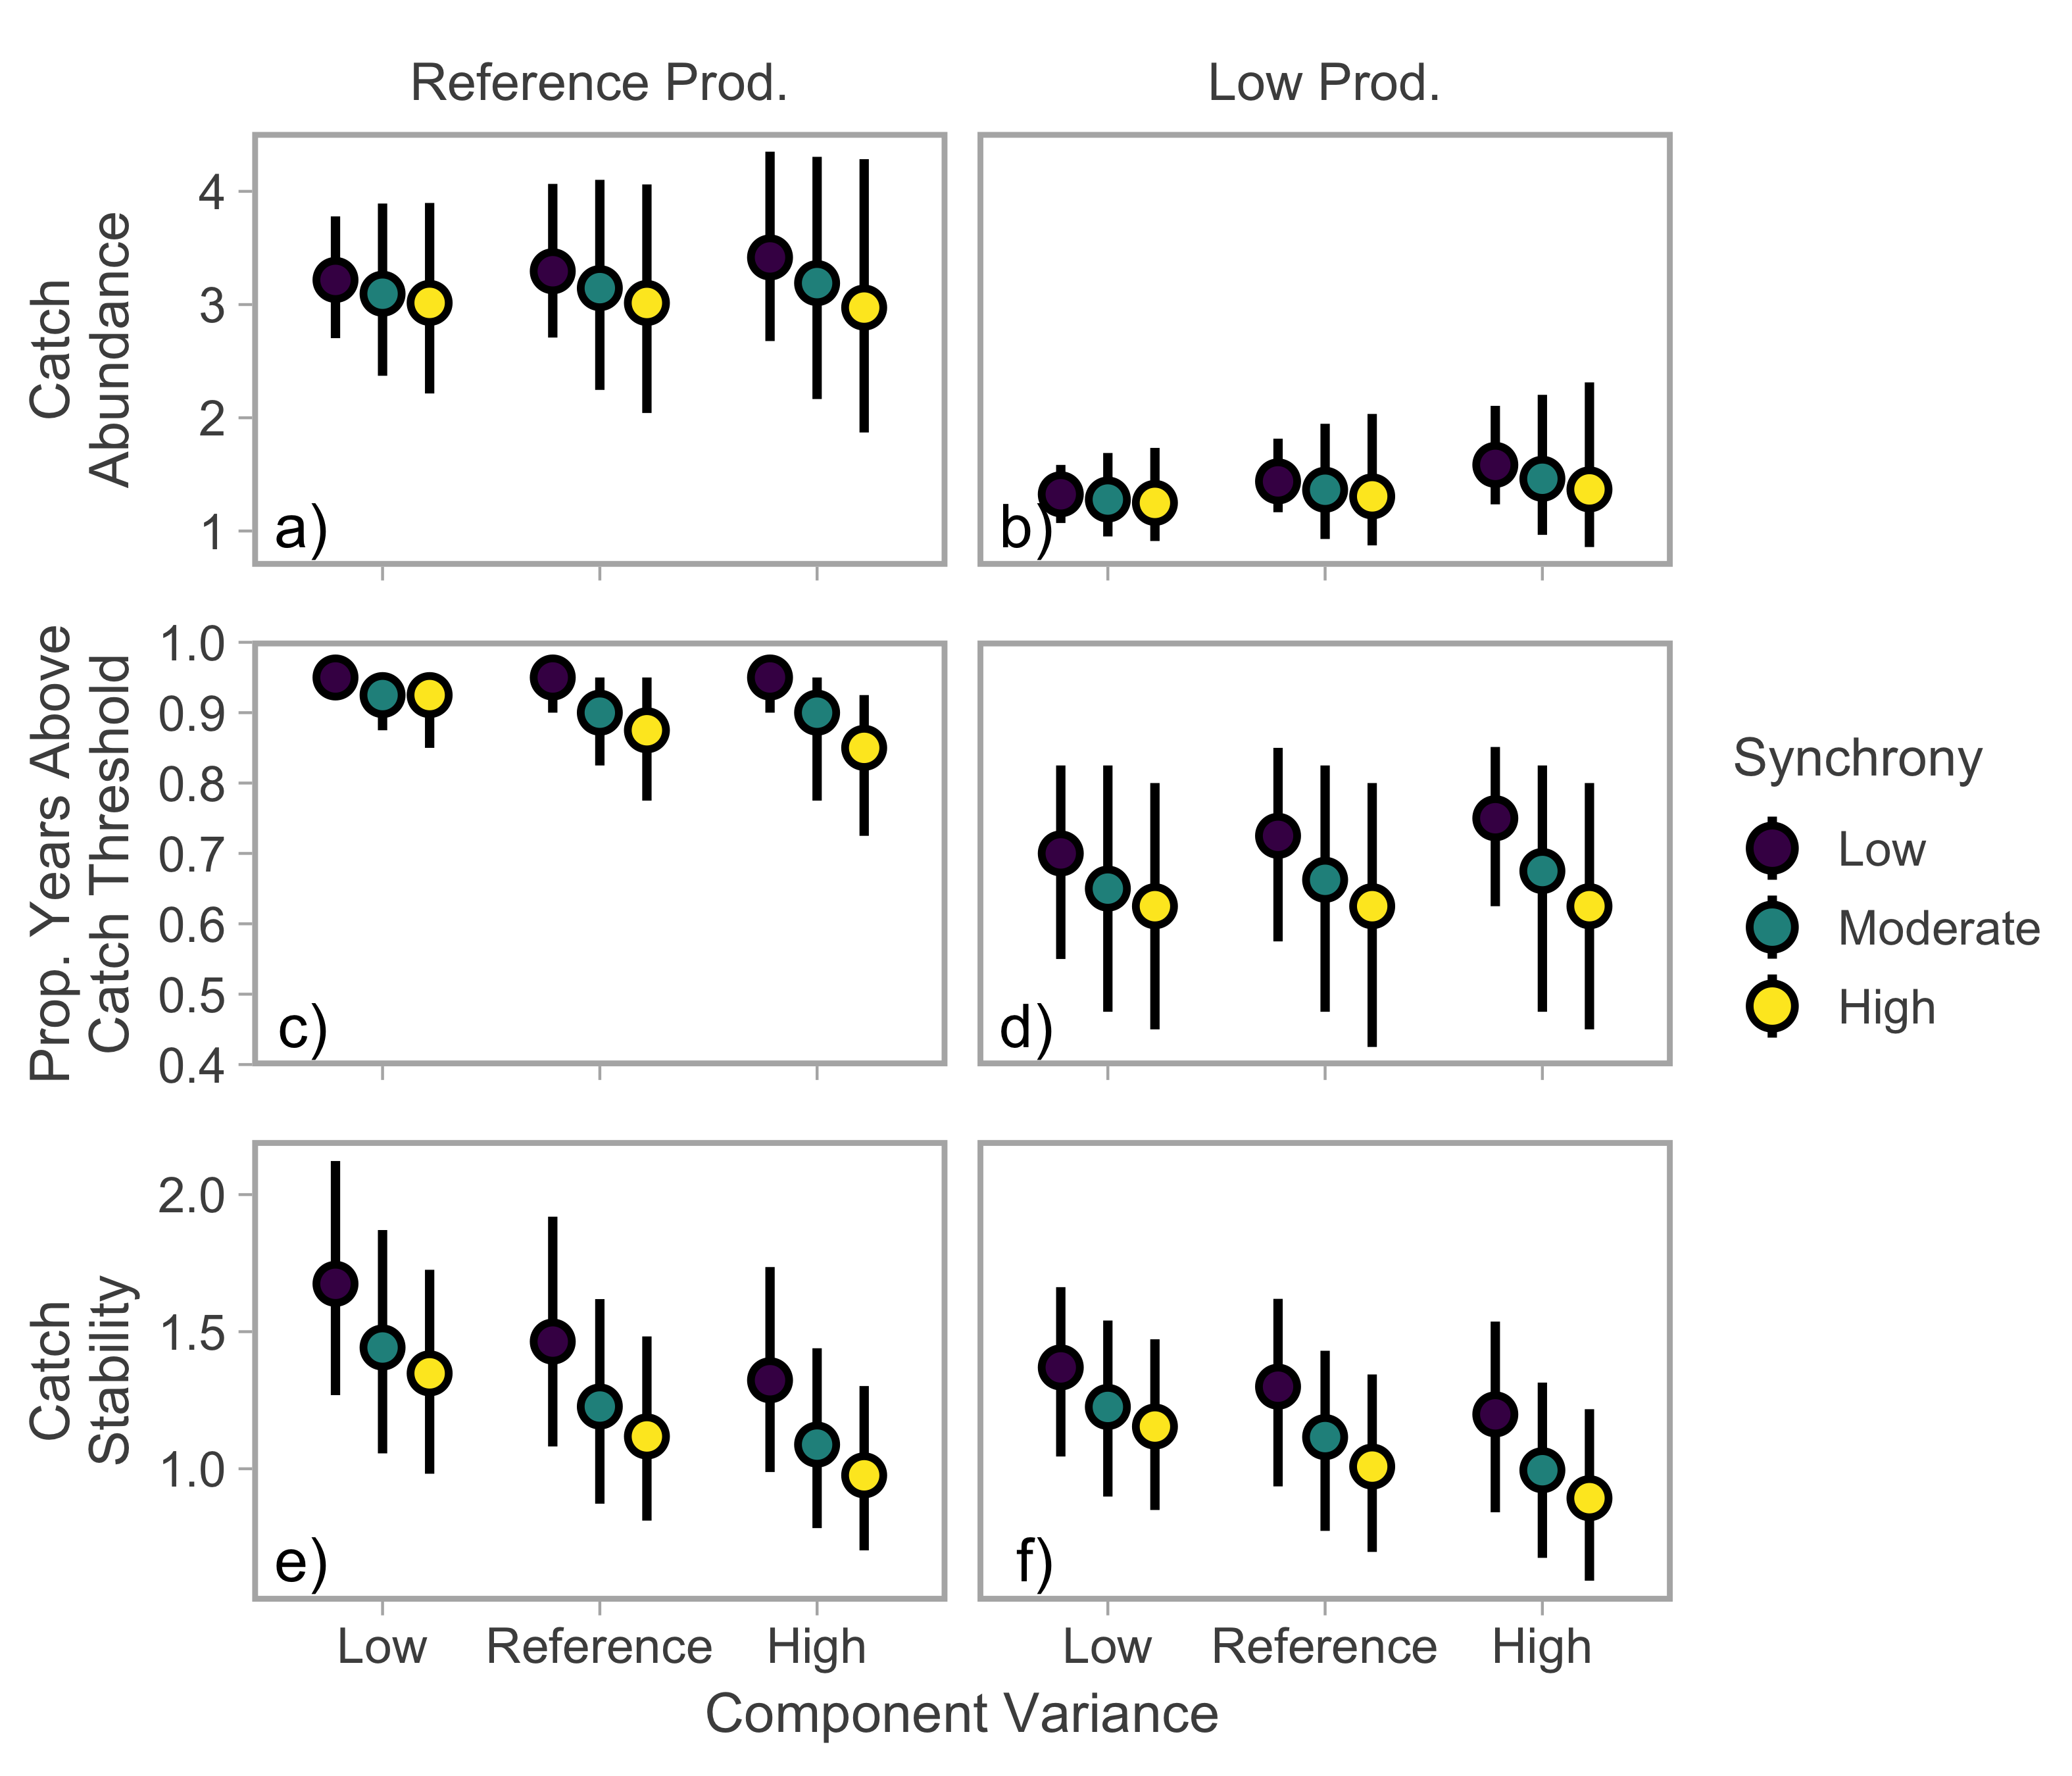 Reference Prod.
Low Prod.
Catch
Abundance
4
3
2
1
a)
b)
Prop. Years Above
Catch Threshold
1.0
0.9
0.8
0.7
0.6
0.5
0.4
c)
d)
Synchrony
Low
Moderate
High
Catch
Stability
2.0
1.5
1.0
e)
f)
Low Reference High
Low Reference High
Component Variance